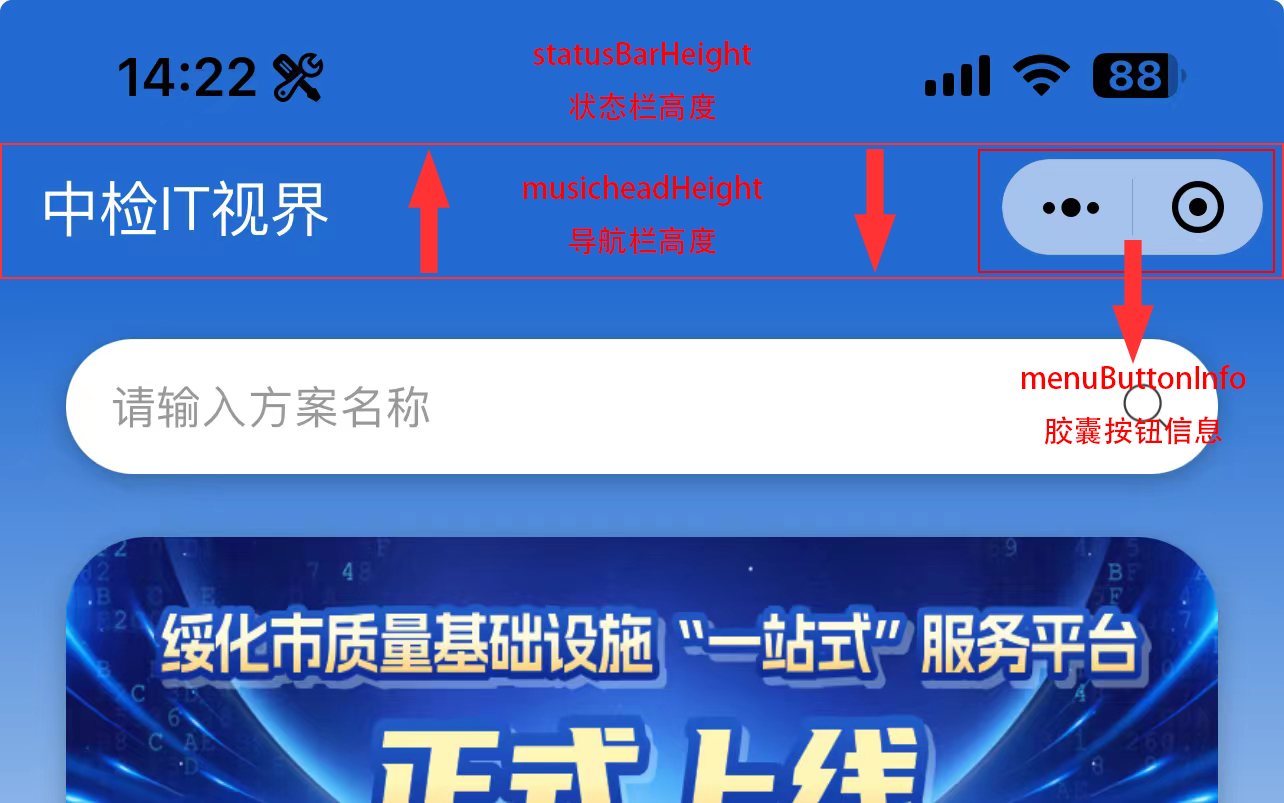 14:22
statusBarHeight
状态栏高度
88
中检IT视界
musicheadHeight
导航栏高度
请输入方案名称
menuButtonInfo
胶囊按钮信息
绥化市质量基础设施“一站式”服务平台
正式上线